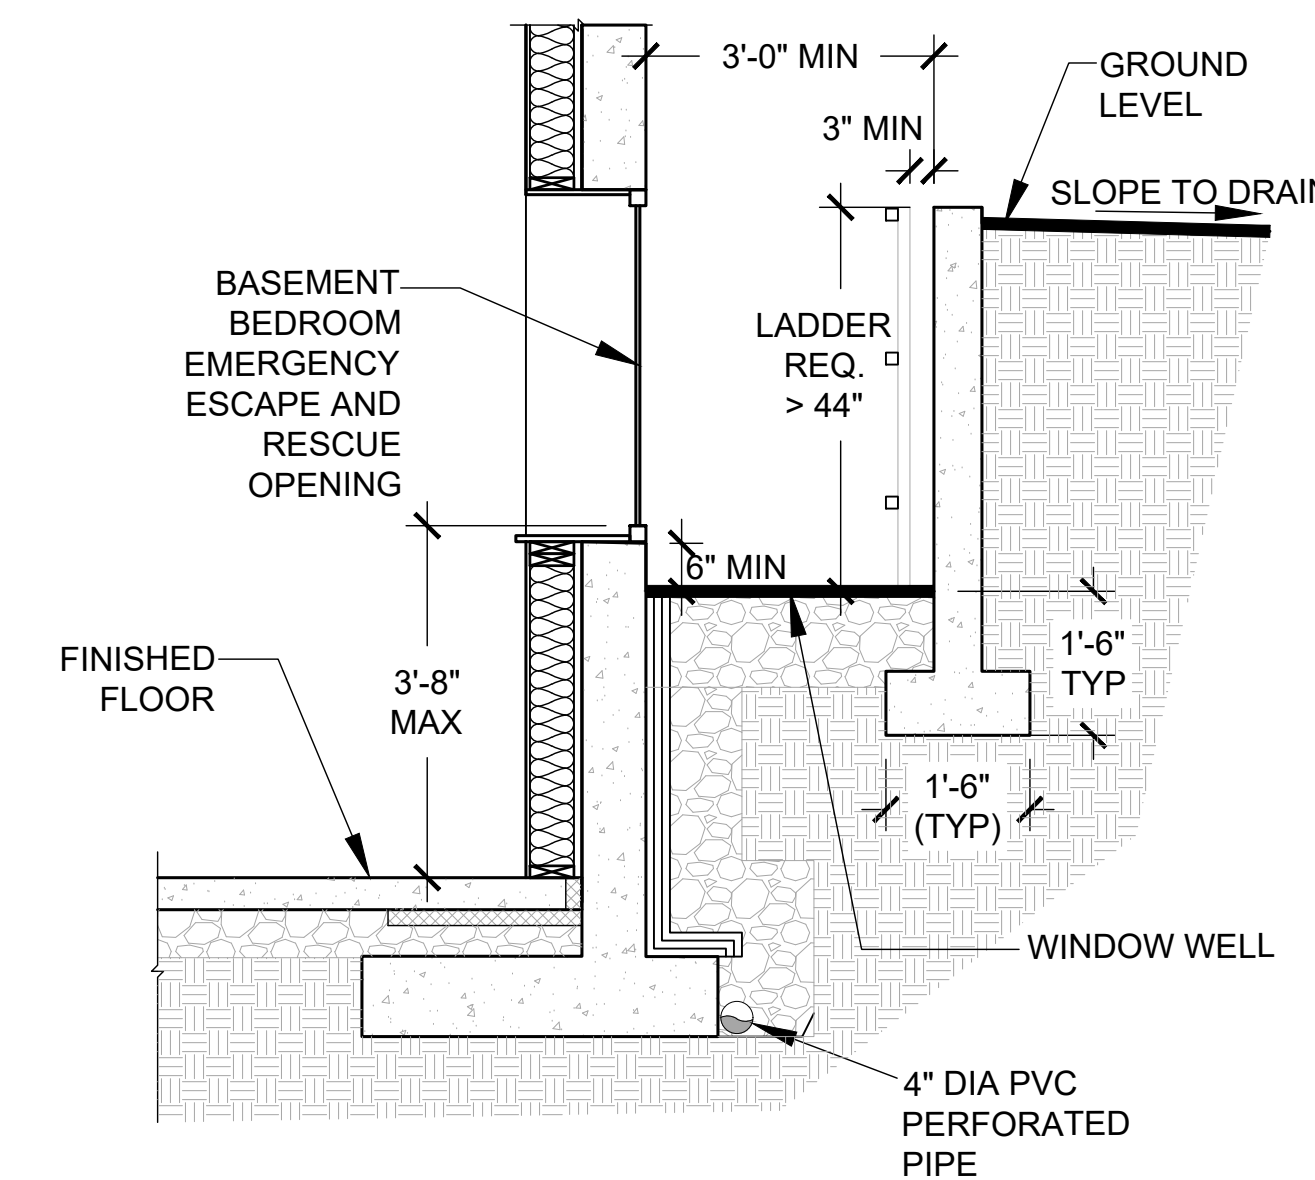 3'-0" MIN
GROUND
LEVEL
3" MIN
SLOPE TO DRAIN
BASEMENT
BEDROOM
EMERGENCY
ESCAPE AND
RESCUE
OPENING
LADDER
REQ.
> 44"
6" MIN
FINISHED
FLOOR
3'-8"
MAX
1'-6"
TYP
1'-6"
(TYP)
WINDOW WELL
4" DIA PVC
PERFORATED
PIPE